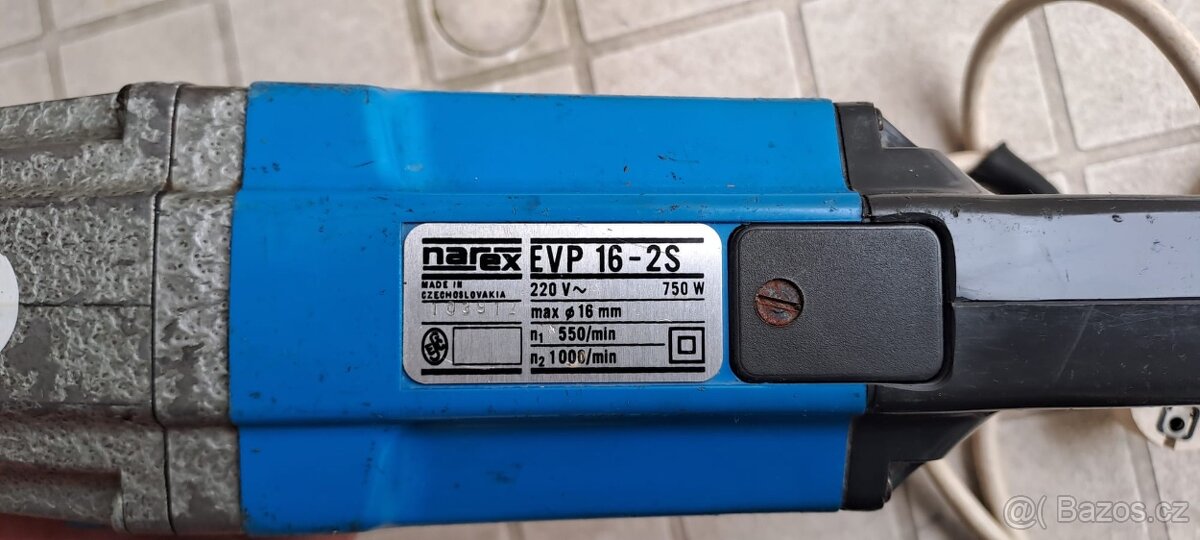 narex
EVP 16-2S
MADE IN
CZECHOSLOVAKIA
220 V~ 750 W
max ø 16 mm
n1 550/min
n2 1000/min
@( Bazos.cz